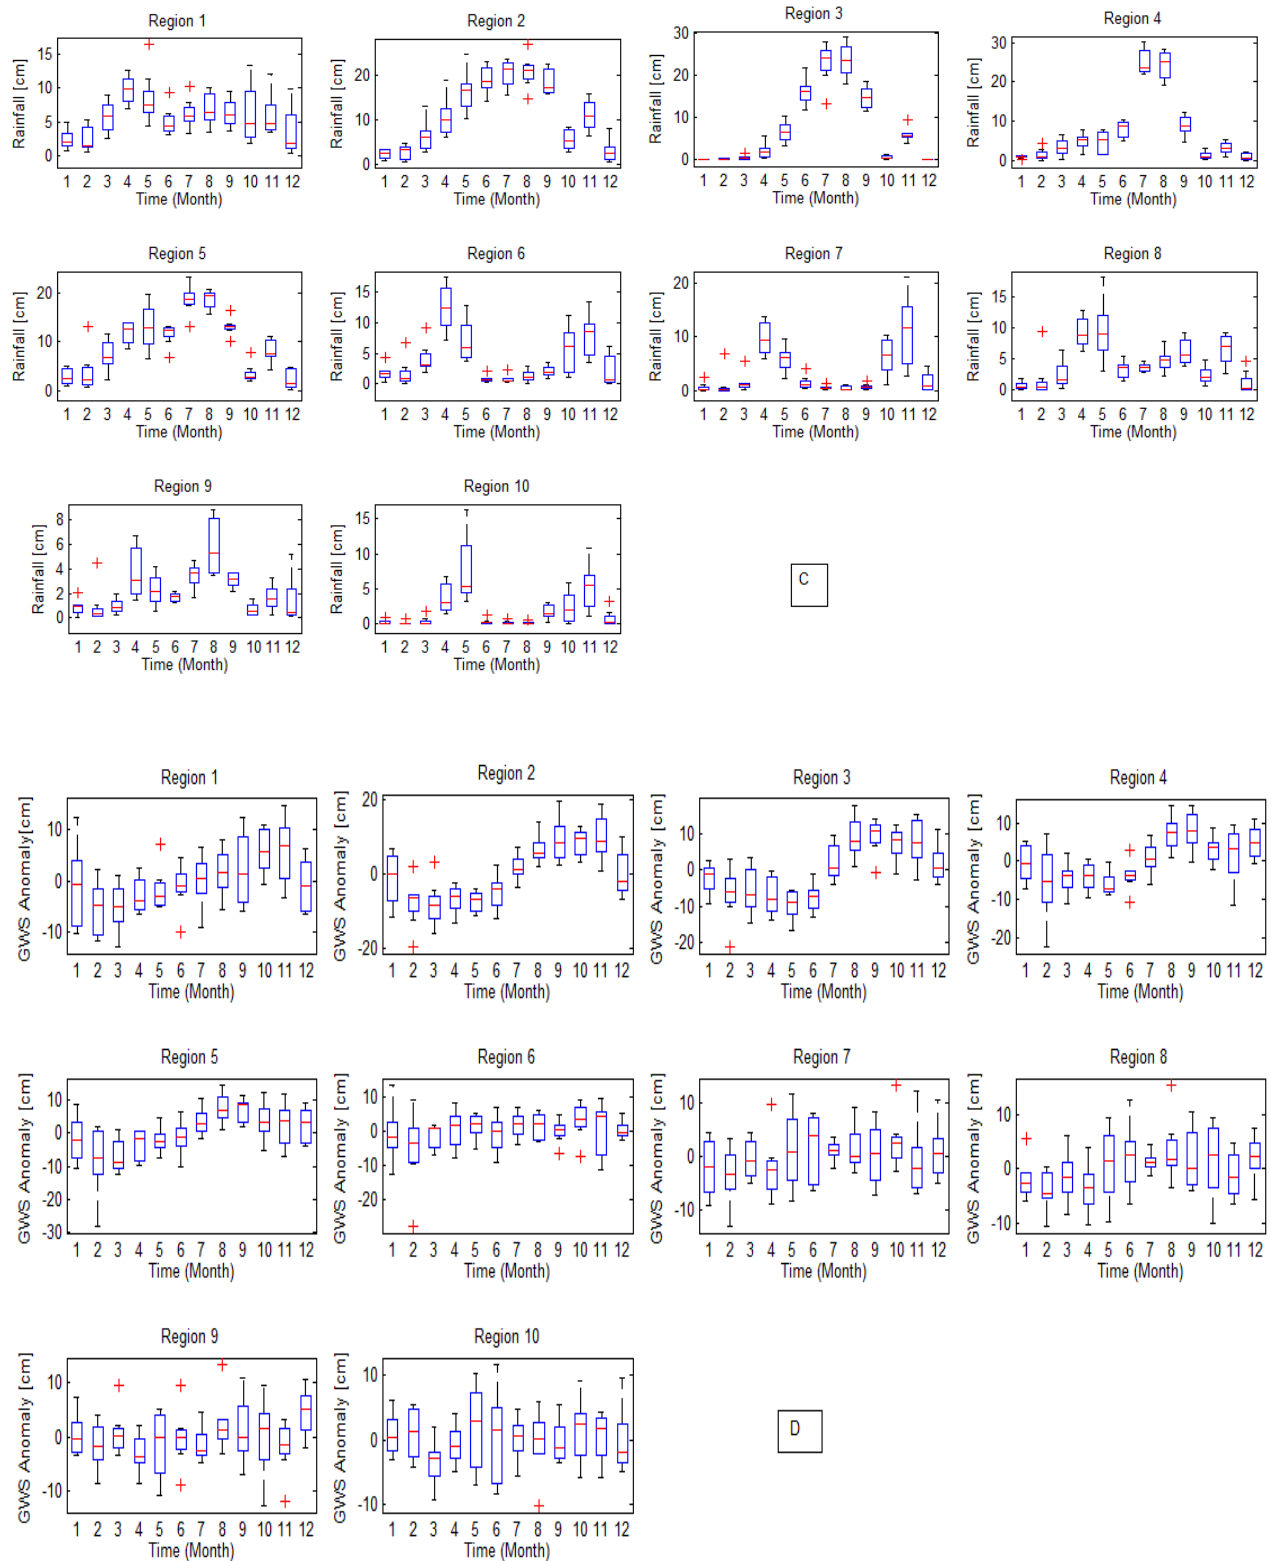 Region 1
Rainfall [cm]
15
10
5
0
1 2 3 4 5 6 7 8 9 10 11 12
Time (Month)
Region 2
Rainfall [cm]
20
10
0
1 2 3 4 5 6 7 8 9 10 11 12
Time (Month)
Region 3
Rainfall [cm]
30
20
10
0
1 2 3 4 5 6 7 8 9 10 11 12
Time (Month)
Region 4
Rainfall [cm]
30
20
10
0
1 2 3 4 5 6 7 8 9 10 11 12
Time (Month)
Region 5
Rainfall [cm]
20
10
0
1 2 3 4 5 6 7 8 9 10 11 12
Time (Month)
Region 6
Rainfall [cm]
15
10
5
0
1 2 3 4 5 6 7 8 9 10 11 12
Time (Month)
Region 7
Rainfall [cm]
20
10
0
1 2 3 4 5 6 7 8 9 10 11 12
Time (Month)
Region 8
Rainfall [cm]
15
10
5
0
1 2 3 4 5 6 7 8 9 10 11 12
Time (Month)
Region 9
Rainfall [cm]
8
6
4
2
0
1 2 3 4 5 6 7 8 9 10 11 12
Time (Month)
Region 10
Rainfall [cm]
15
10
5
0
1 2 3 4 5 6 7 8 9 10 11 12
Time (Month)
C
Region 1
GWS Anomaly[cm]
10
0
-10
1 2 3 4 5 6 7 8 9 10 11 12
Time (Month)
Region 2
GWS Anomaly [cm]
20
0
-20
1 2 3 4 5 6 7 8 9 10 11 12
Time (Month)
Region 3
GWS Anomaly [cm]
10
0
-10
-20
1 2 3 4 5 6 7 8 9 10 11 12
Time (Month)
Region 4
GWS Anomaly [cm]
10
0
-10
-20
1 2 3 4 5 6 7 8 9 10 11 12
Time (Month)
Region 5
GWS Anomaly [cm]
10
0
-10
-20
-30
1 2 3 4 5 6 7 8 9 10 11 12
Time (Month)
Region 6
GWS Anomaly [cm]
10
0
-10
-20
1 2 3 4 5 6 7 8 9 10 11 12
Time (Month)
Region 7
GWS Anomaly [cm]
10
0
-10
1 2 3 4 5 6 7 8 9 10 11 12
Time (Month)
Region 8
GWS Anomaly [cm]
10
0
-10
1 2 3 4 5 6 7 8 9 10 11 12
Time (Month)
Region 9
GWS Anomaly [cm]
10
0
-10
1 2 3 4 5 6 7 8 9 10 11 12
Time (Month)
Region 10
GWS Anomaly [cm]
10
0
-10
1 2 3 4 5 6 7 8 9 10 11 12
Time (Month)
D